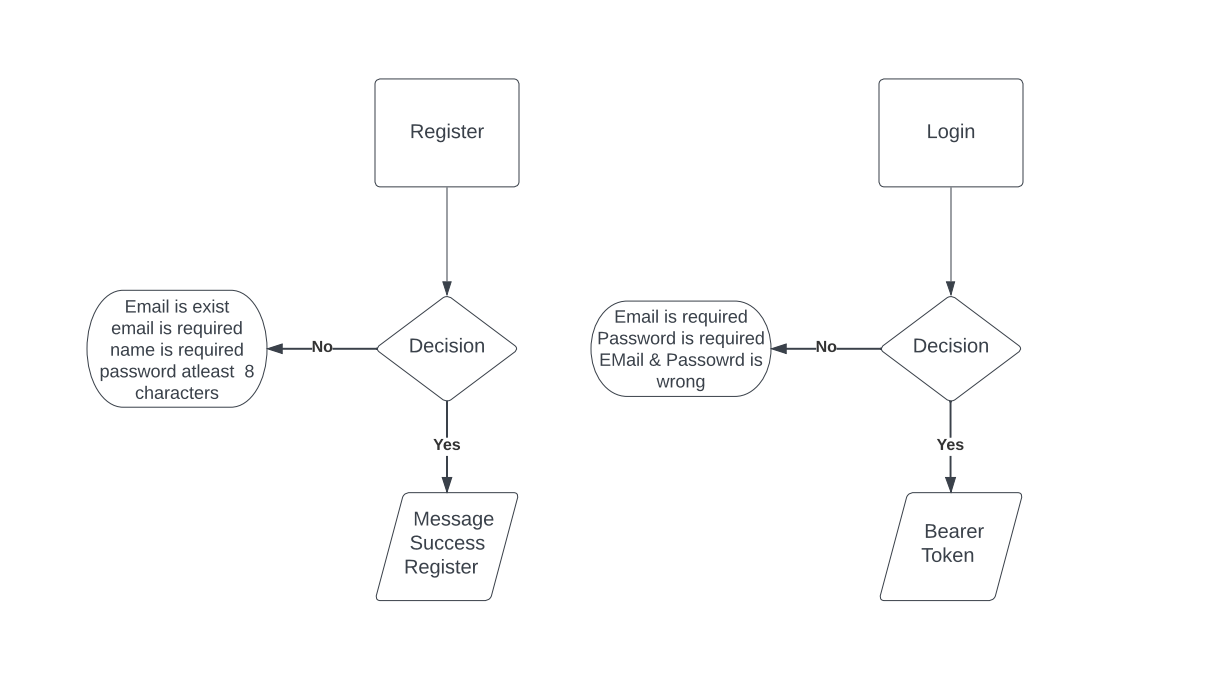 Register
Login
Email is exist
email is required
name is required
password atleast  8
characters
No
Decision
Email is required
Password is required
EMail & Passowrd is
wrong
No
Decision
Yes
Yes
Message
Success
Register
Bearer
Token